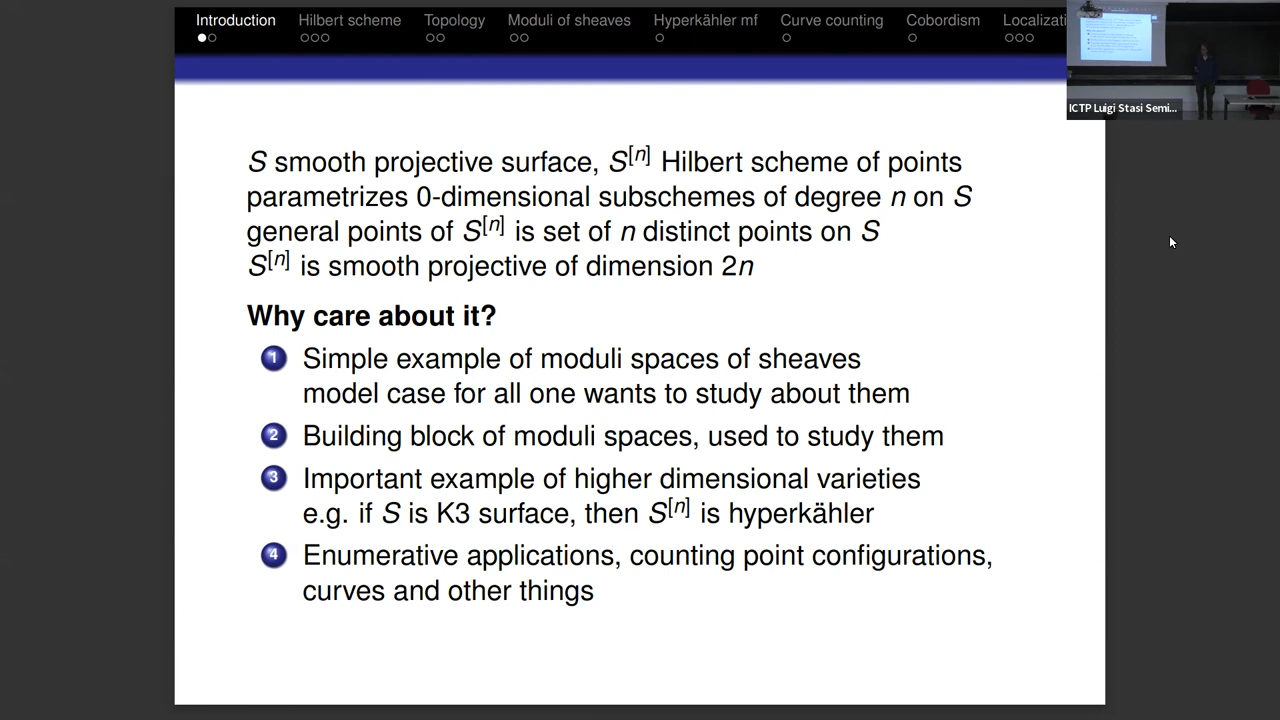 Introduction Hilbert scheme Topology Moduli of sheaves Hyperkähler mf Curve counting Cobordism
ICTP Luigi Stasi Semi...
S smooth projective surface, S^[n] Hilbert scheme of points
parametrizes 0-dimensional subschemes of degree n on S
general points of S^[n] is set of n distinct points on S
S^[n] is smooth projective of dimension 2n
Why care about it?
1 Simple example of moduli spaces of sheaves
model case for all one wants to study about them
2 Building block of moduli spaces, used to study them
3 Important example of higher dimensional varieties
e.g. if S is K3 surface, then S^[n] is hyperkähler
4 Enumerative applications, counting point configurations,
curves and other things